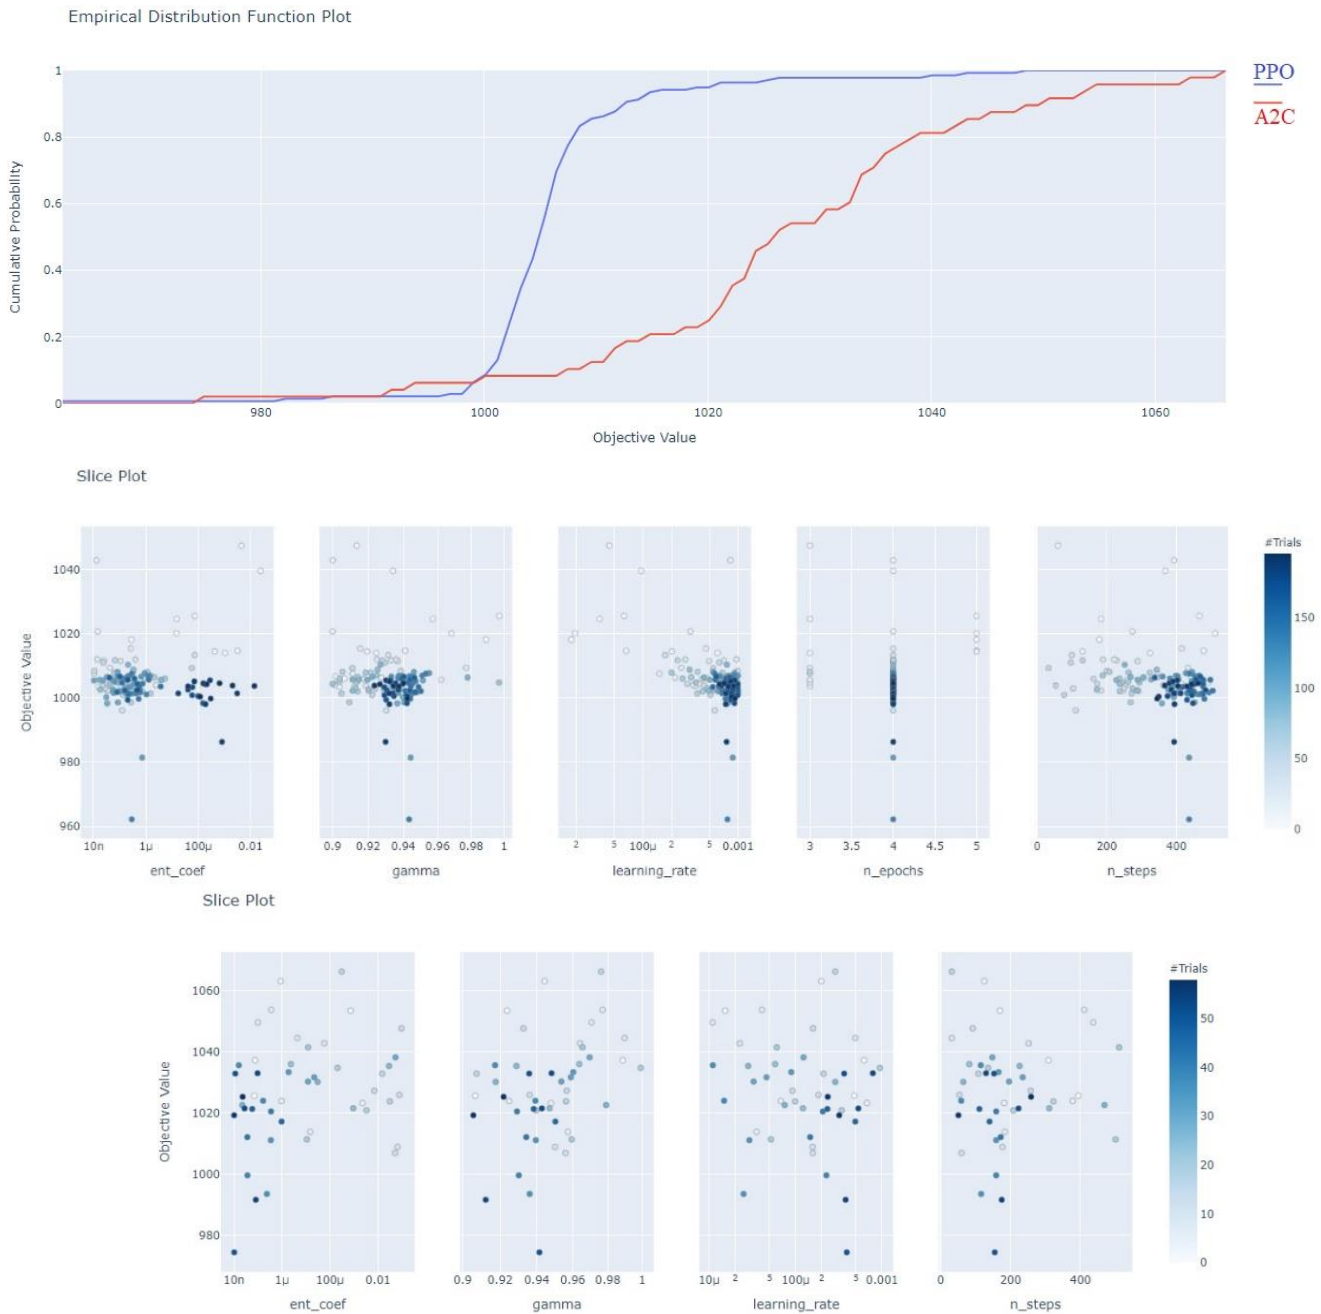 Empirical Distribution Function Plot
1
0.8
0.6
0.4
0.2
0
Cumulative Probability
980 1000 1020 1040 1060
Objective Value
PPO
A2C
Slice Plot
1040
1020
1000
980
960
Objective Value
10n 1μ 100μ 0.01
ent_coef
0.9 0.92 0.94 0.96 0.98 1
gamma
2 5 100μ 2 5 0.001
learning_rate
3 3.5 4 4.5 5
n_epochs
0 200 400
n_steps
#Trials
150
100
50
0
Slice Plot
1060
1040
1020
1000
980
Objective Value
10n 1μ 100μ 0.01
ent_coef
0.9 0.92 0.94 0.96 0.98 1
gamma
10μ 2 5 100μ 2 5 0.001
learning_rate
0 200 400
n_steps
#Trials
50
40
30
20
10
0